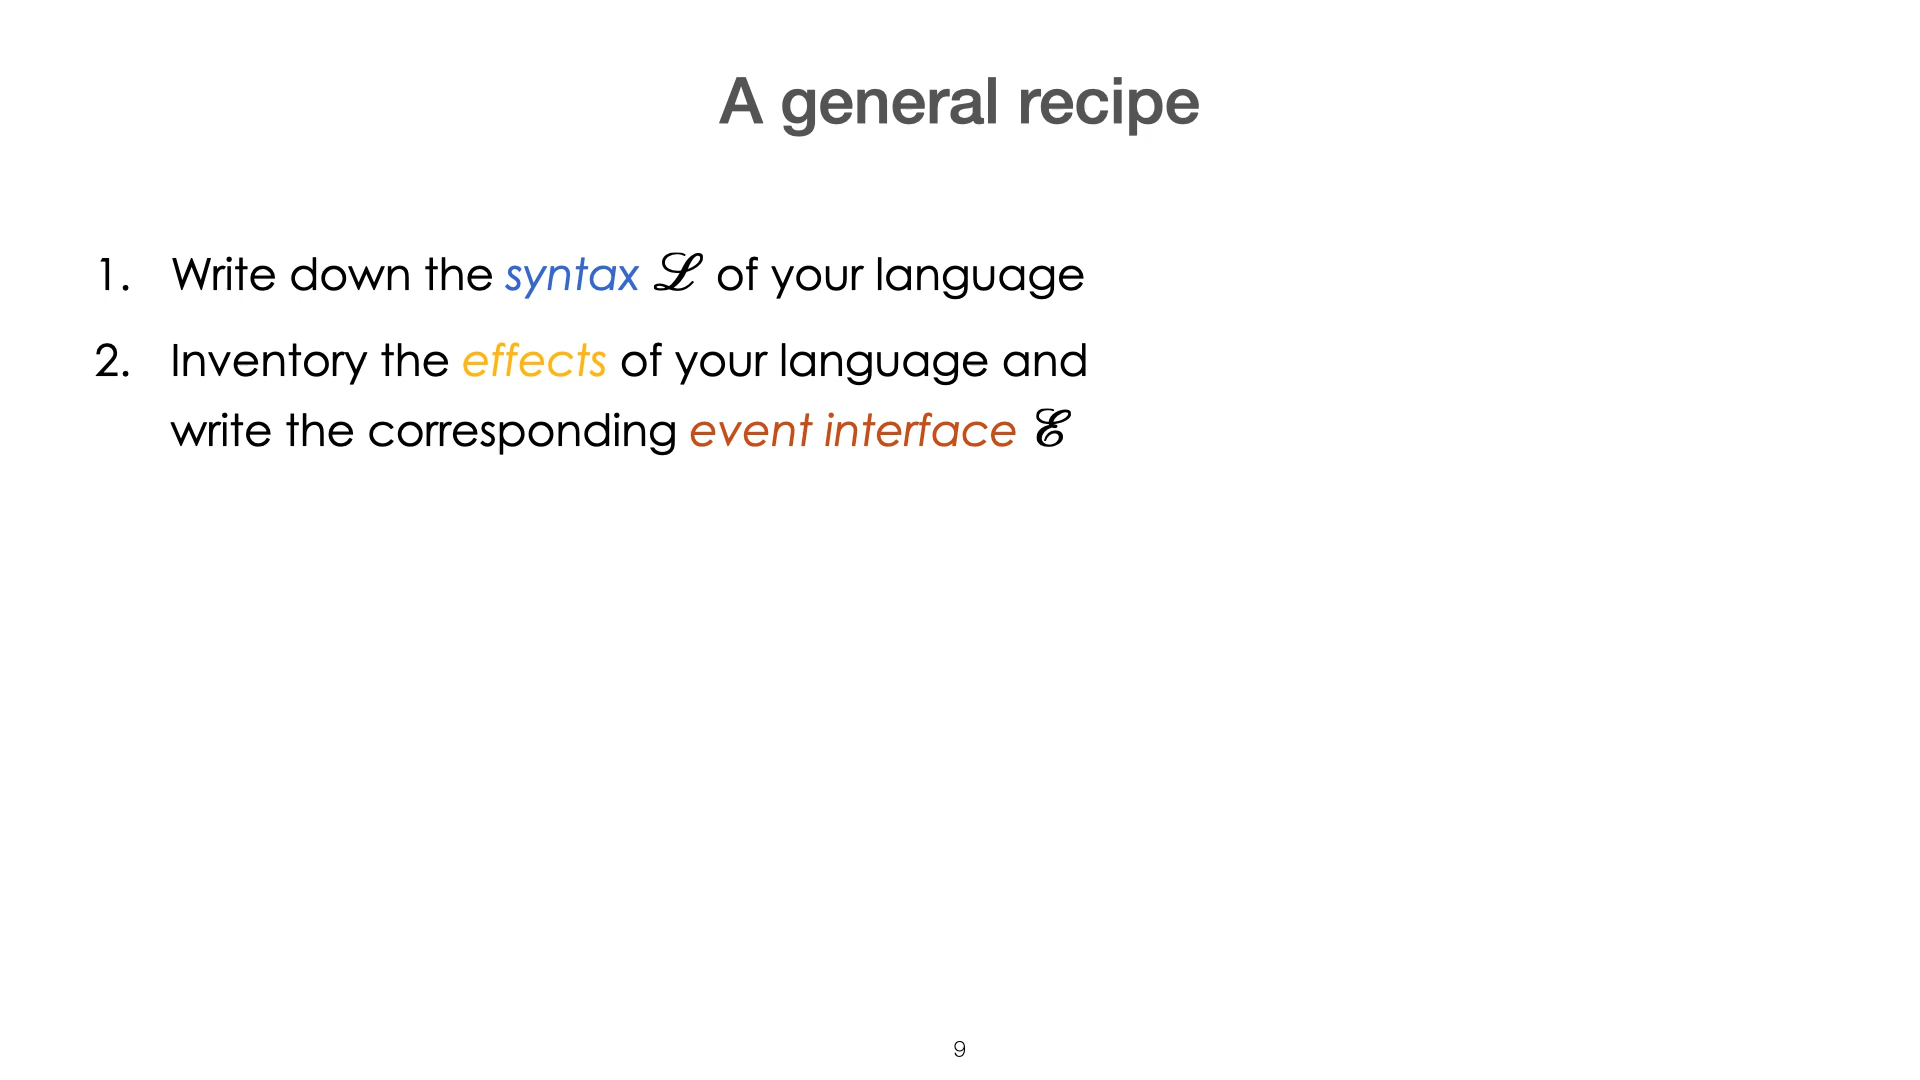 A general recipe
1. Write down the syntax ℒ of your language
2. Inventory the effects of your language and
write the corresponding event interface ℰ
9